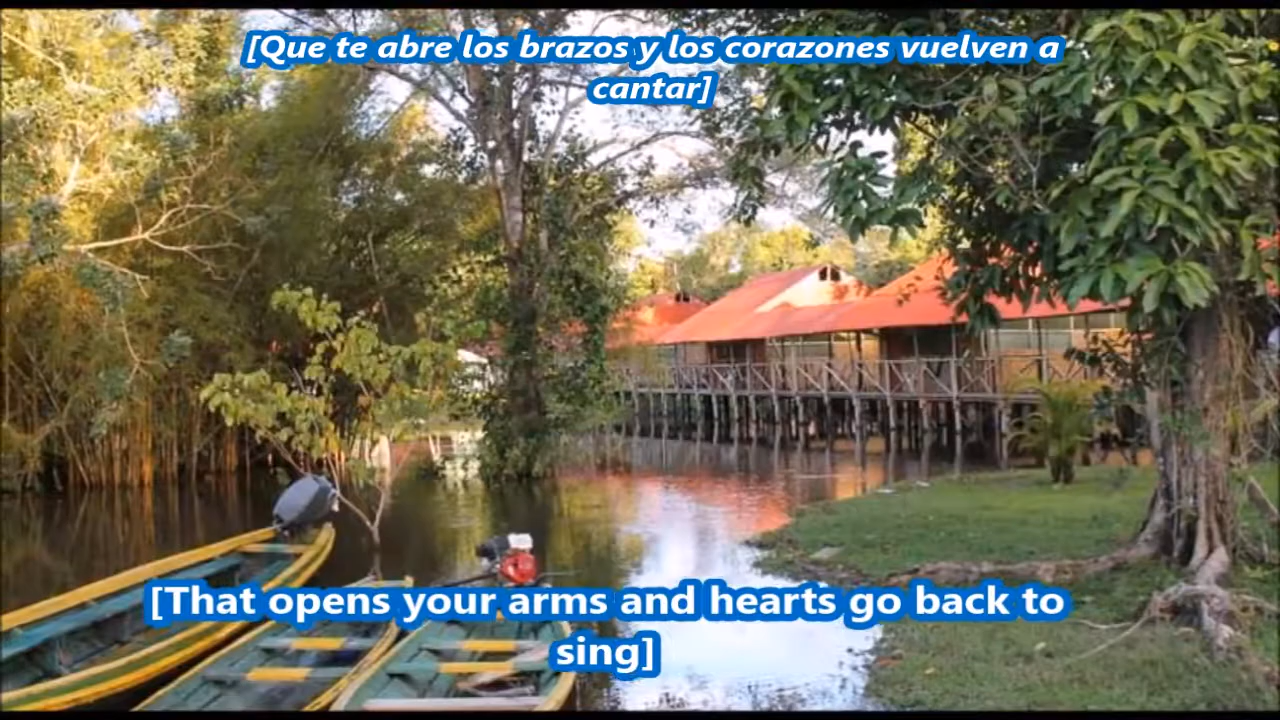 [Que te abre los brazos y los corazones vuelven a
cantar]
[That opens your arms and hearts go back to
sing]